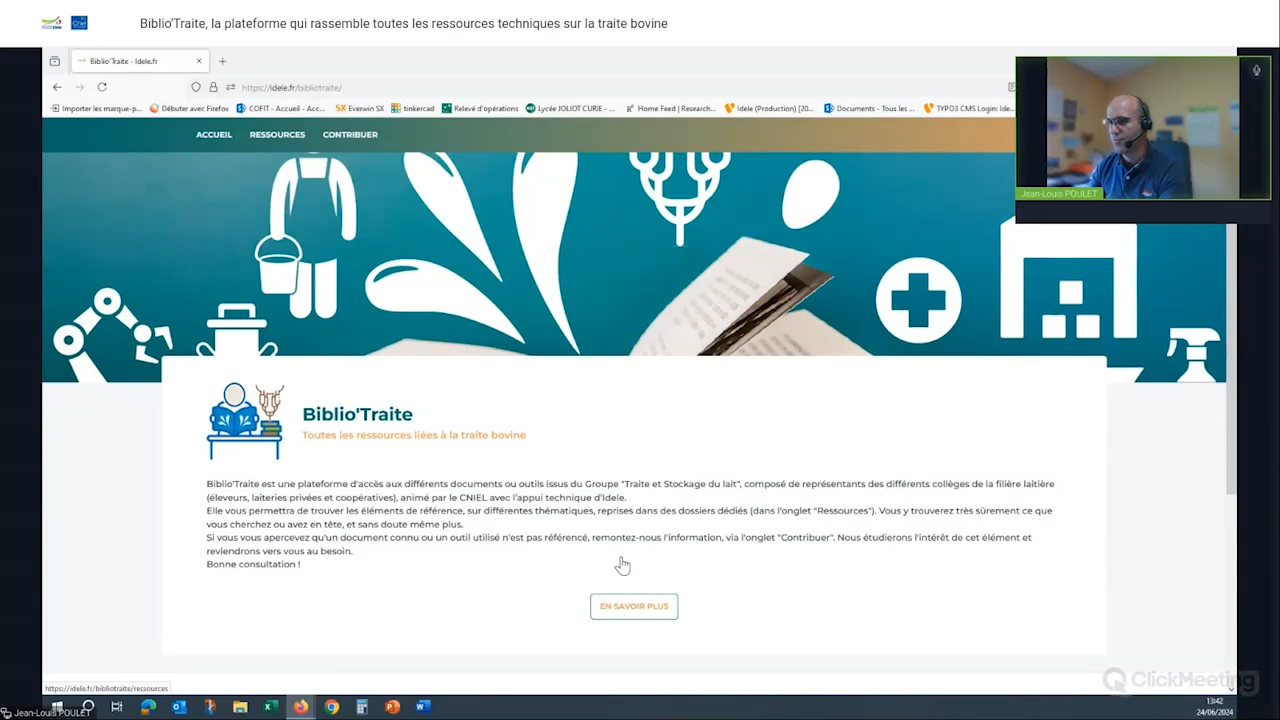 Biblio'Traite, la plateforme qui rassemble toutes les ressources techniques sur la traite bovine
Biblio'Traite - Idele.fr
https://idele.fr/bibliotraite/
Importer les marque-p...
Débuter avec Firefox
COFIT - Accueil - Acc...
SX Everwin SX
tinkercad
Relevé d'opérations
Lycée JOLIOT CURIE - ...
Home Feed | Research...
Idele (Production) [20...
Documents - Tous les ...
TYPO3 CMS Login: Ide...
ACCUEIL RESSOURCES CONTRIBUER
Jean-Louis POULET
Biblio'Traite
Toutes les ressources liées à la traite bovine
Biblio'Traite est une plateforme d'accès aux différents documents ou outils issus du Groupe "Traite et Stockage du lait", composé de représentants des différents collèges de la filière laitière
(éleveurs, laiteries privées et coopératives), animé par le CNIEL avec l'appui technique d'Idele.
Elle vous permettra de trouver les éléments de référence, sur différentes thématiques, reprises dans des dossiers dédiés (dans l'onglet "Ressources"). Vous y trouverez très sûrement ce que
vous cherchez ou avez en tête, et sans doute même plus.
Si vous vous apercevez qu'un document connu ou un outil utilisé n'est pas référencé, remontez-nous l'information, via l'onglet "Contribuer". Nous étudierons l'intérêt de cet élément et
reviendrons vers vous au besoin.
Bonne consultation !
EN SAVOIR PLUS
ClickMeeting
https://idele.fr/bibliotraite/ressources
13:42
24/06/2024
Jean-Louis POULET